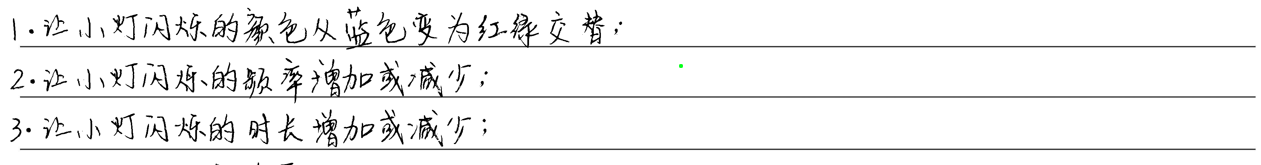 1.让小灯闪烁的颜色从蓝色变为红绿交替;
2.让小灯闪烁的频率增加或减少;
3.让小灯闪烁的时长增加或减少;